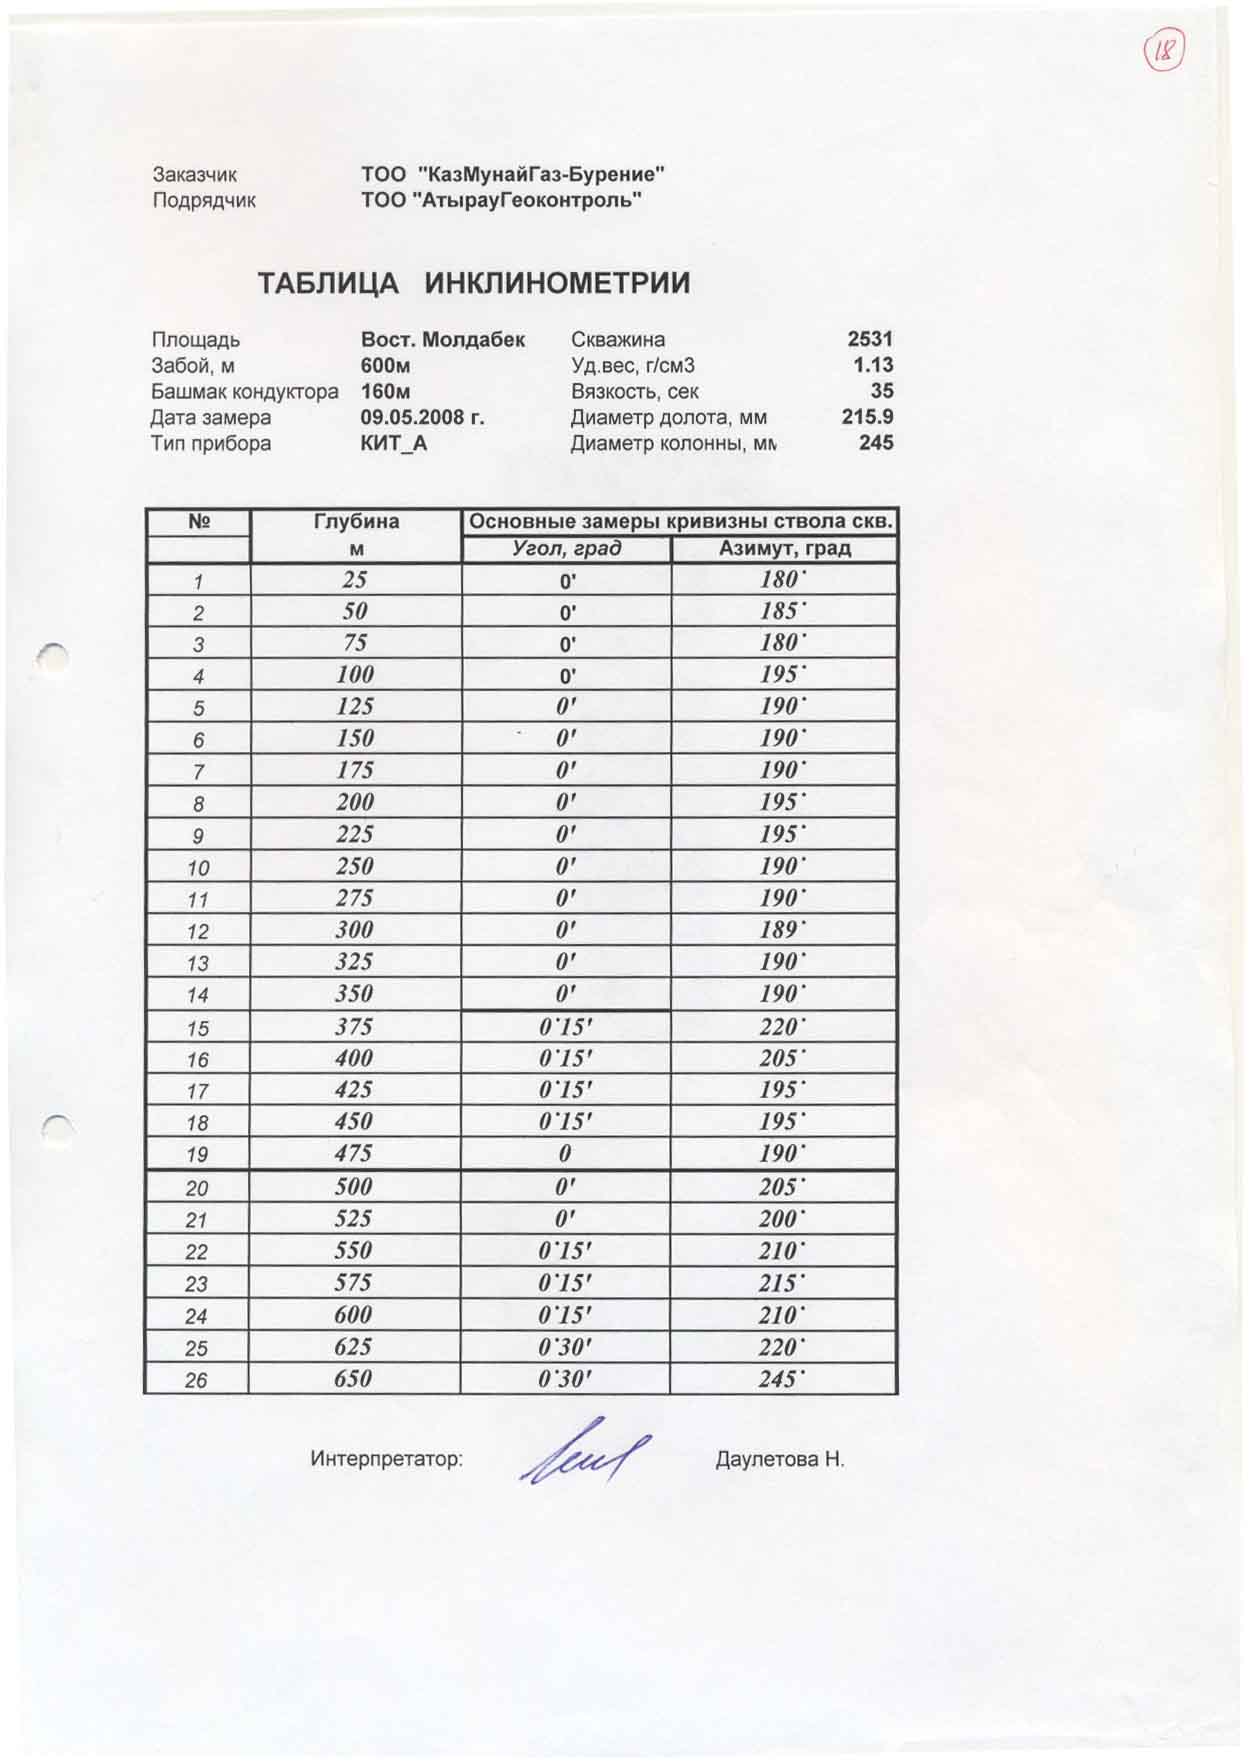 18
Заказчик ТОО "КазМунайГаз-Бурение"
Подрядчик ТОО "АтырауГеоконтроль"
ТАБЛИЦА ИНКЛИНОМЕТРИИ
Площадь Вост. Молдабек Скважина 2531
Забой, м 600м Уд.вес, г/см3 1.13
Башмак кондуктора 160м Вязкость, сек 35
Дата замера 09.05.2008 г. Диаметр долота, мм 215.9
Тип прибора КИТ_А Диаметр колонны, мм 245
№ Глубина Основные замеры кривизны ствола скв.
м Угол, град Азимут, град
1 25 0' 180˙
2 50 0' 185˙
3 75 0' 180˙
4 100 0' 195˙
5 125 0' 190˙
6 150 0' 190˙
7 175 0' 190˙
8 200 0' 195˙
9 225 0' 195˙
10 250 0' 190˙
11 275 0' 190˙
12 300 0' 189˙
13 325 0' 190˙
14 350 0' 190˙
15 375 0˙15' 220˙
16 400 0˙15' 205˙
17 425 0˙15' 195˙
18 450 0˙15' 195˙
19 475 0 190˙
20 500 0' 205˙
21 525 0' 200˙
22 550 0˙15' 210˙
23 575 0˙15' 215˙
24 600 0˙15' 210˙
25 625 0˙30' 220˙
26 650 0˙30' 245˙
Интерпретатор: Даулетова Н.